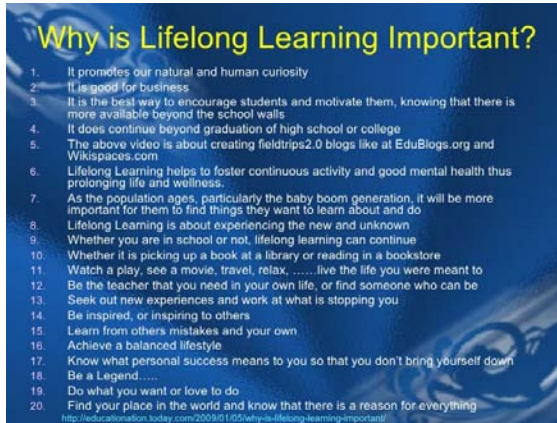 Why is Lifelong Learning Important?
1. It promotes our natural and human curiosity
2. It is good for business
3. It is the best way to encourage students and motivate them, knowing that there is
more available beyond the school walls
4. It does continue beyond graduation of high school or college
5. The above video is about creating fieldtrips2.0 blogs like at EduBlogs.org and
Wikispaces.com
6. Lifelong Learning helps to foster continuous activity and good mental health thus
prolonging life and wellness.
7. As the population ages, particularly the baby boom generation, it will be more
important for them to find things they want to learn about and do
8. Lifelong Learning is about experiencing the new and unknown
9. Whether you are in school or not, lifelong learning can continue
10. Whether it is picking up a book at a library or reading in a bookstore
11. Watch a play, see a movie, travel, relax, ……live the life you were meant to
12. Be the teacher that you need in your own life, or find someone who can be
13. Seek out new experiences and work at what is stopping you
14. Be inspired, or inspiring to others
15. Learn from others mistakes and your own
16. Achieve a balanced lifestyle
17. Know what personal success means to you so that you don't bring yourself down
18. Be a Legend…..
19. Do what you want or love to do
20. Find your place in the world and know that there is a reason for everything
http://educationation.today.com/2009/01/05/why-is-lifelong-learning-important/